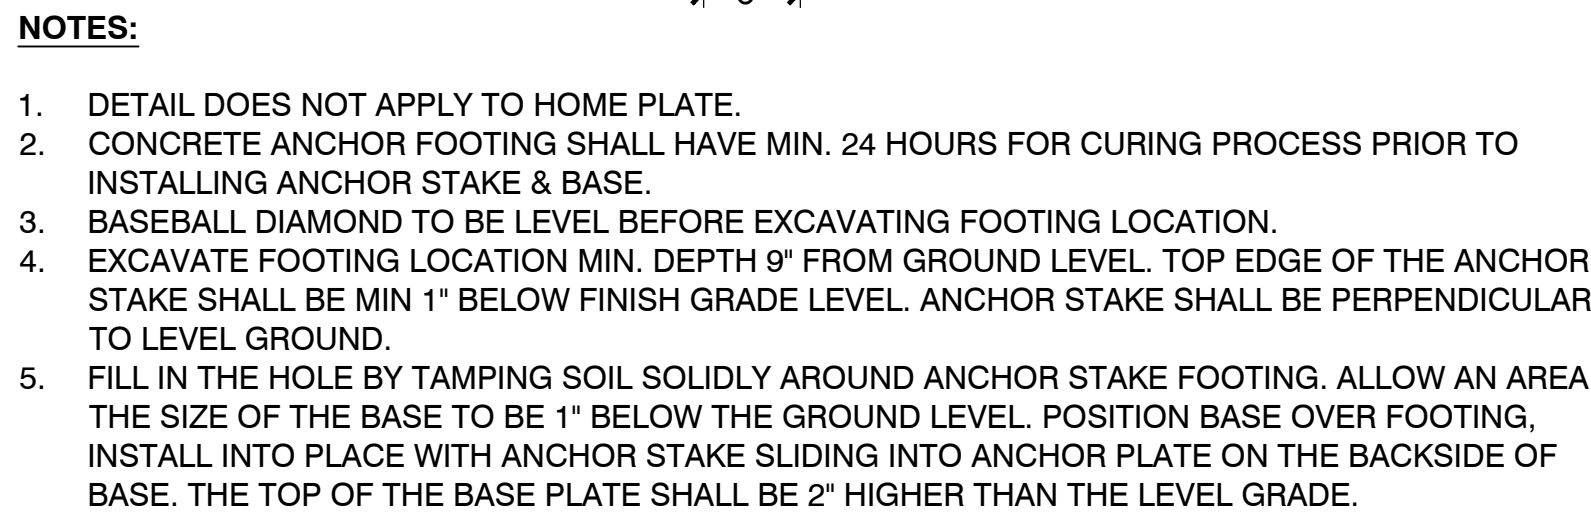 NOTES:
1. DETAIL DOES NOT APPLY TO HOME PLATE.
2. CONCRETE ANCHOR FOOTING SHALL HAVE MIN. 24 HOURS FOR CURING PROCESS PRIOR TO
INSTALLING ANCHOR STAKE & BASE.
3. BASEBALL DIAMOND TO BE LEVEL BEFORE EXCAVATING FOOTING LOCATION.
4. EXCAVATE FOOTING LOCATION MIN. DEPTH 9" FROM GROUND LEVEL. TOP EDGE OF THE ANCHOR
STAKE SHALL BE MIN 1" BELOW FINISH GRADE LEVEL. ANCHOR STAKE SHALL BE PERPENDICULAR
TO LEVEL GROUND.
5. FILL IN THE HOLE BY TAMPING SOIL SOLIDLY AROUND ANCHOR STAKE FOOTING. ALLOW AN AREA
THE SIZE OF THE BASE TO BE 1" BELOW THE GROUND LEVEL. POSITION BASE OVER FOOTING,
INSTALL INTO PLACE WITH ANCHOR STAKE SLIDING INTO ANCHOR PLATE ON THE BACKSIDE OF
BASE. THE TOP OF THE BASE PLATE SHALL BE 2" HIGHER THAN THE LEVEL GRADE.